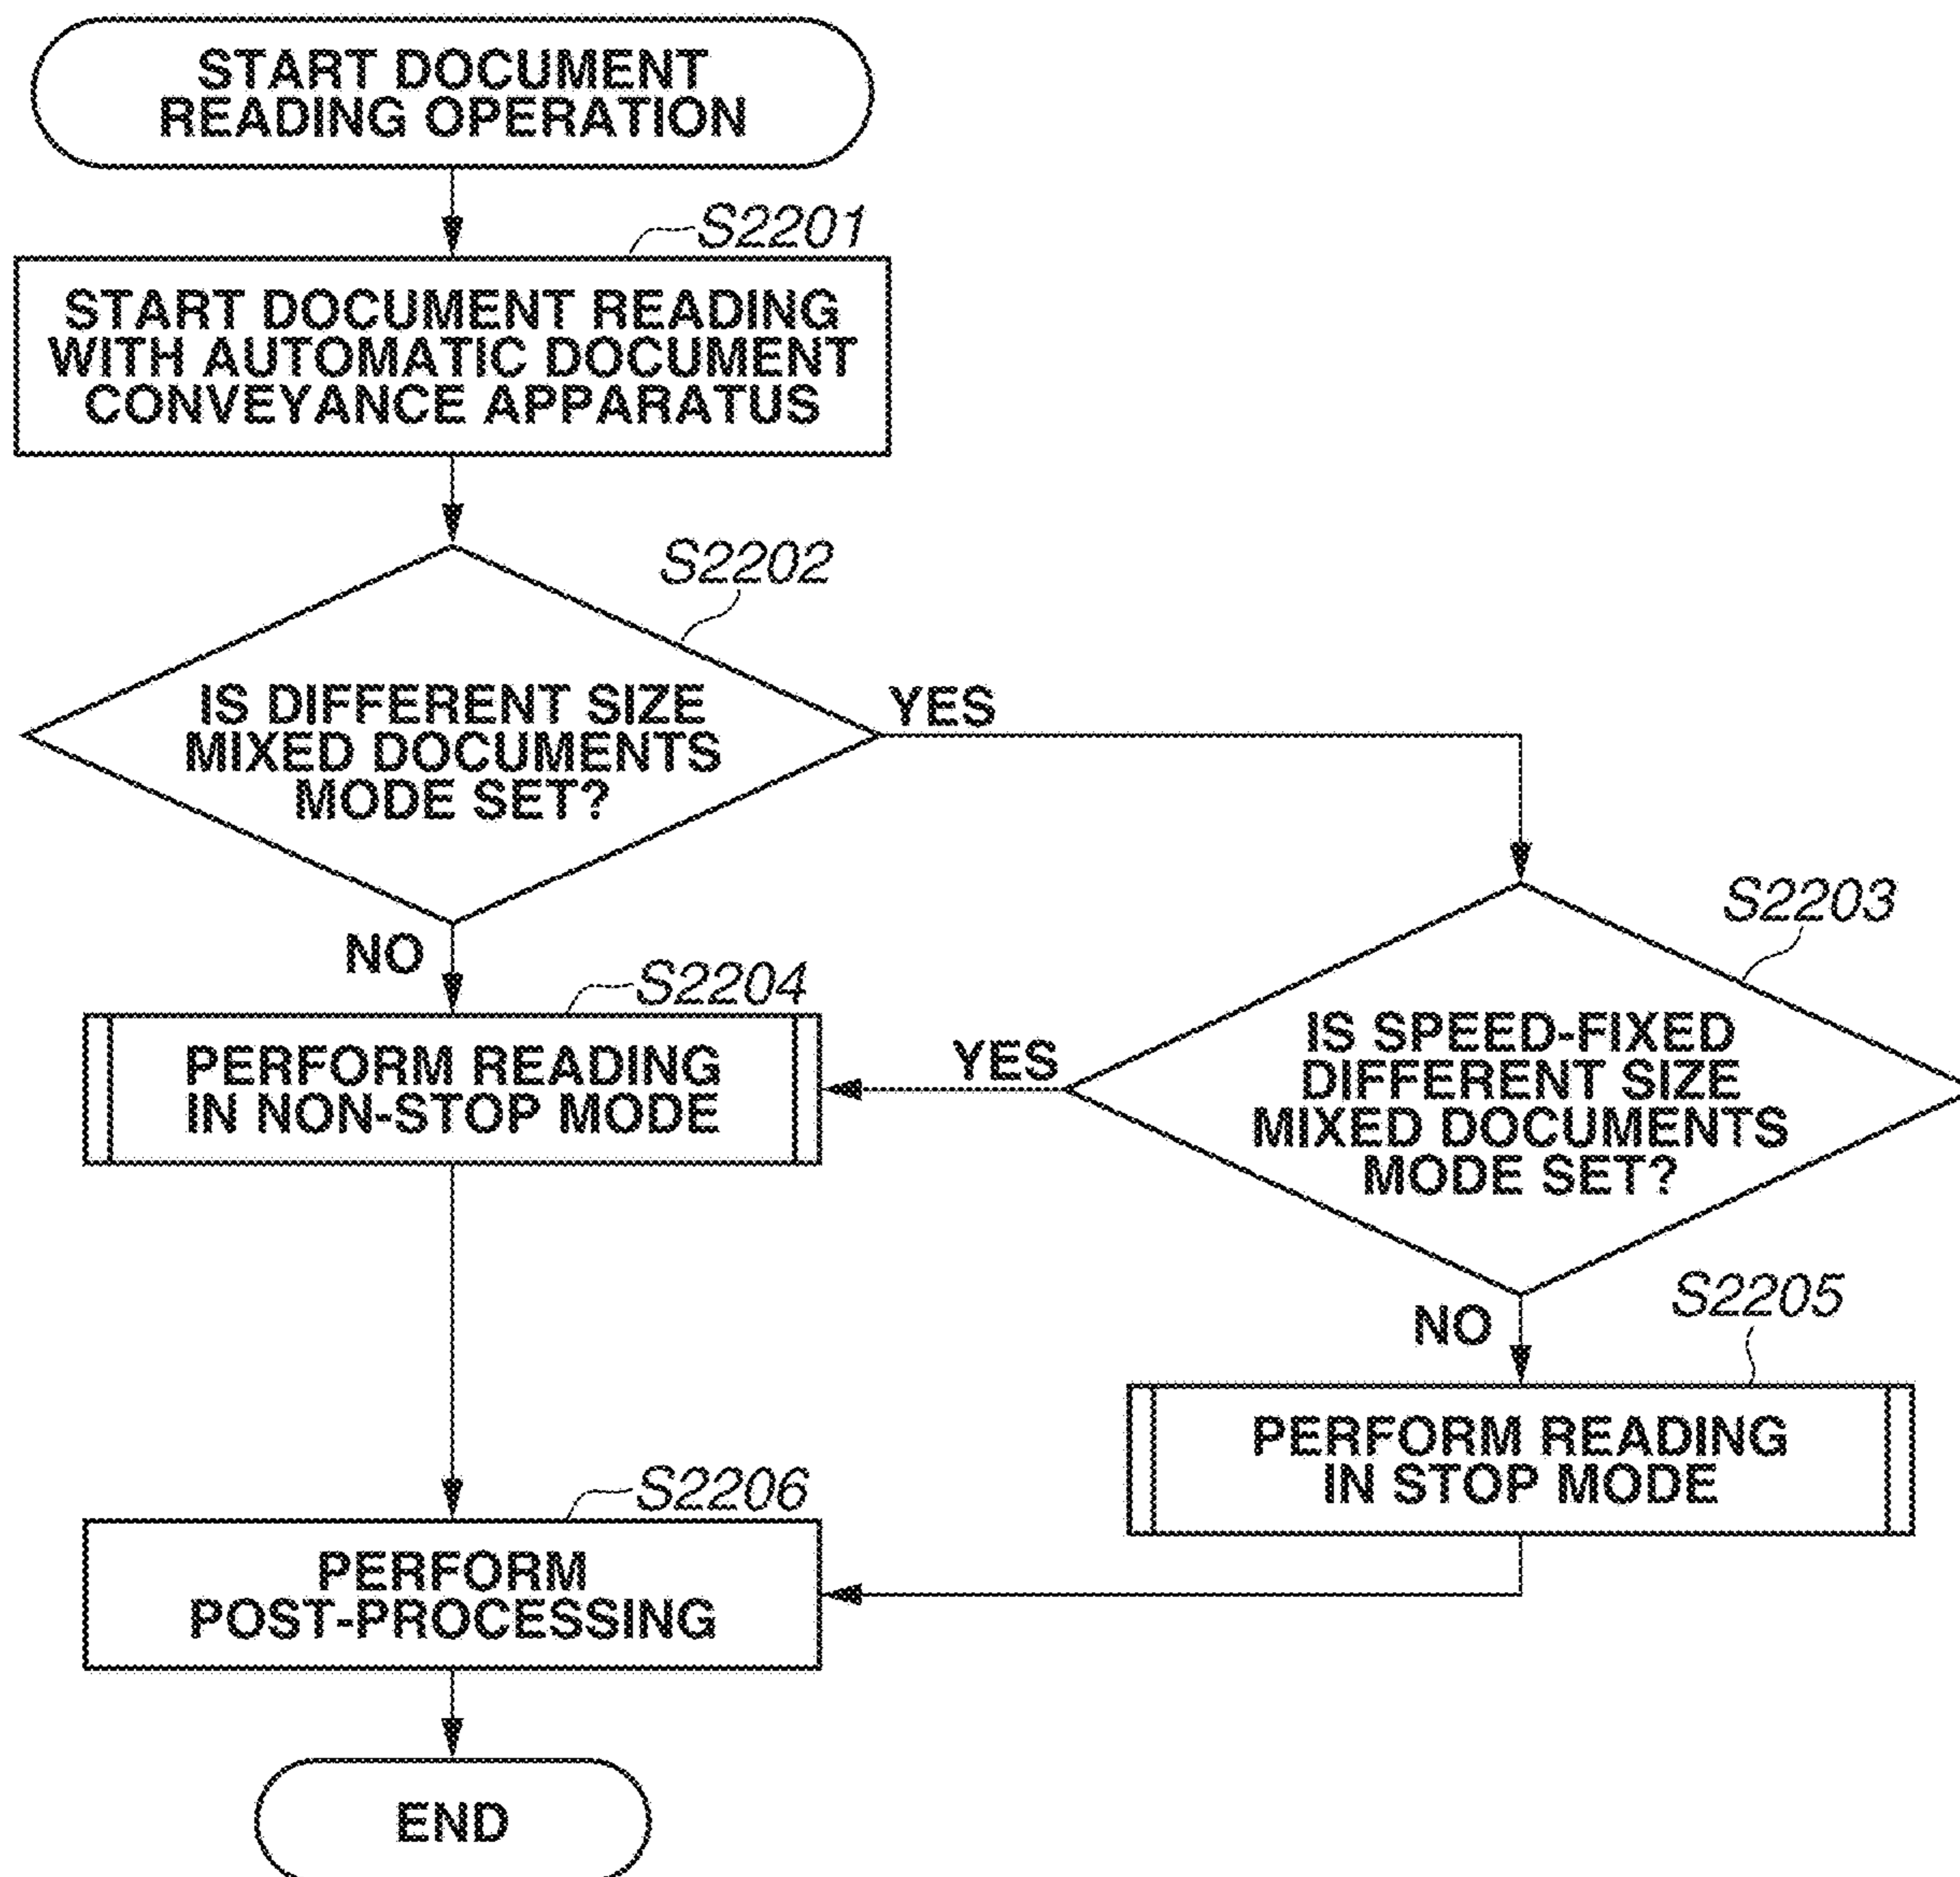 START DOCUMENT
READING OPERATION
S2201
START DOCUMENT READING
WITH AUTOMATIC DOCUMENT
CONVEYANCE APPARATUS
S2202
IS DIFFERENT SIZE
MIXED DOCUMENTS
MODE SET?
YES
NO
S2203
IS SPEED-FIXED
DIFFERENT SIZE
MIXED DOCUMENTS
MODE SET?
YES
NO
S2204
PERFORM READING
IN NON-STOP MODE
S2205
PERFORM READING
IN STOP MODE
S2206
PERFORM
POST-PROCESSING
END